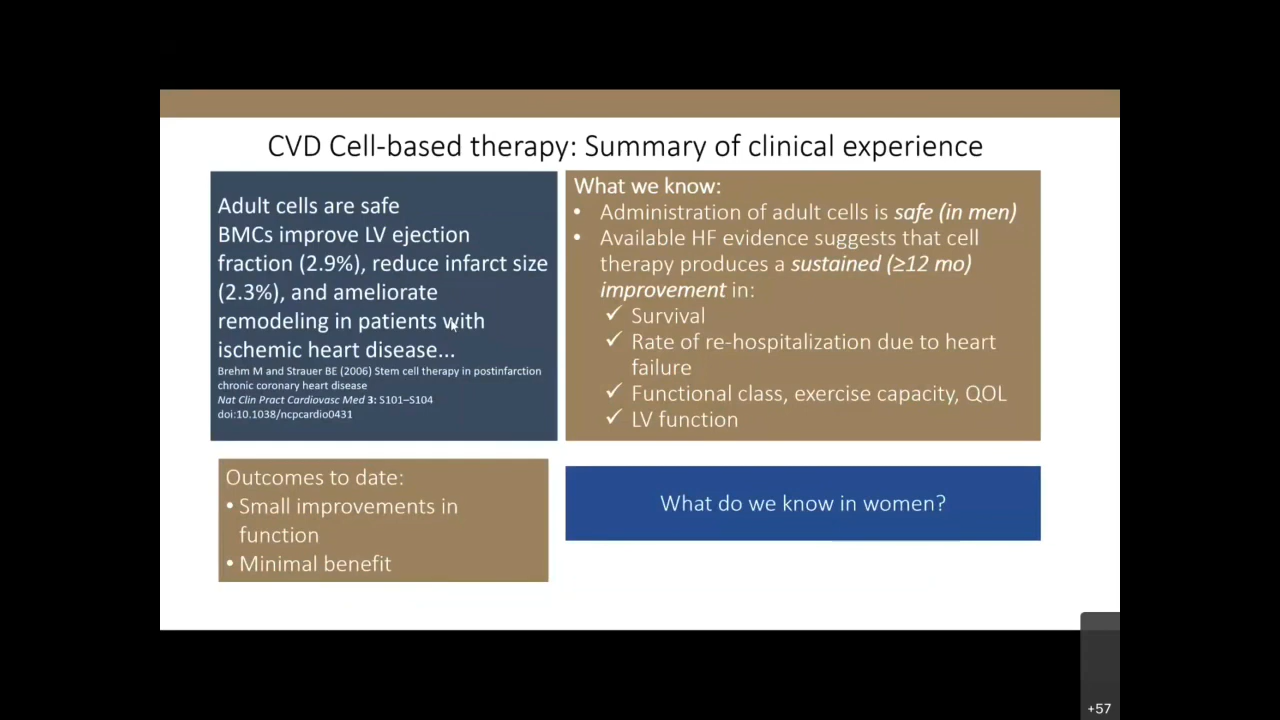 CVD Cell-based therapy: Summary of clinical experience
Adult cells are safe
BMCs improve LV ejection
fraction (2.9%), reduce infarct size
(2.3%), and ameliorate
remodeling in patients with
ischemic heart disease...
Brehm M and Strauer BE (2006) Stem cell therapy in postinfarction
chronic coronary heart disease
Nat Clin Pract Cardiovasc Med 3: S101–S104
doi:10.1038/ncpcardio0431
What we know:
• Administration of adult cells is safe (in men)
• Available HF evidence suggests that cell
therapy produces a sustained (≥12 mo)
improvement in:
✓ Survival
✓ Rate of re-hospitalization due to heart
failure
✓ Functional class, exercise capacity, QOL
✓ LV function
Outcomes to date:
• Small improvements in
function
• Minimal benefit
What do we know in women?
+57